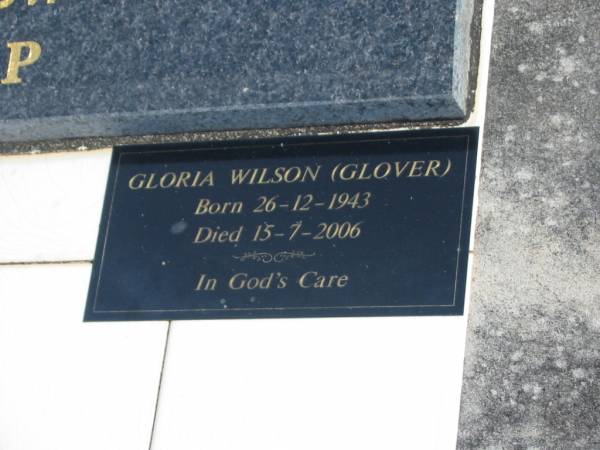 P
GLORIA WILSON (GLOVER)
Born 26-12-1943
Died 15-7-2006
In God's Care